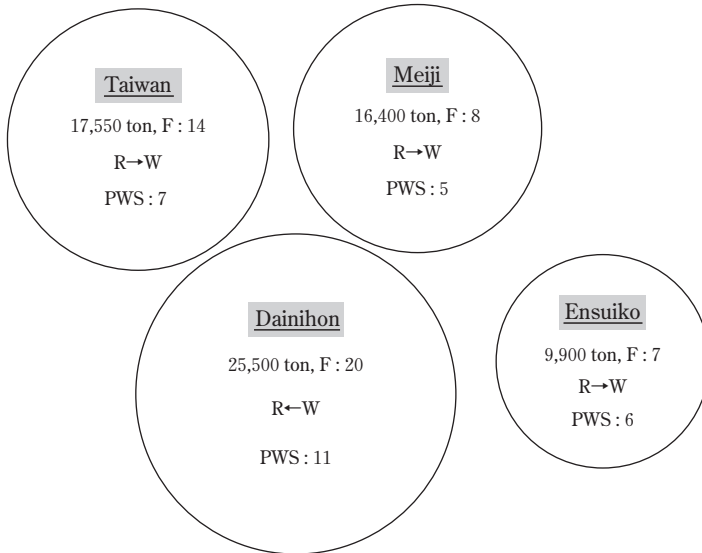 Taiwan
17,550 ton, F : 14
R→W
PWS : 7
Meiji
16,400 ton, F : 8
R→W
PWS : 5
Dainihon
25,500 ton, F : 20
R←W
PWS : 11
Ensuiko
9,900 ton, F : 7
R→W
PWS : 6